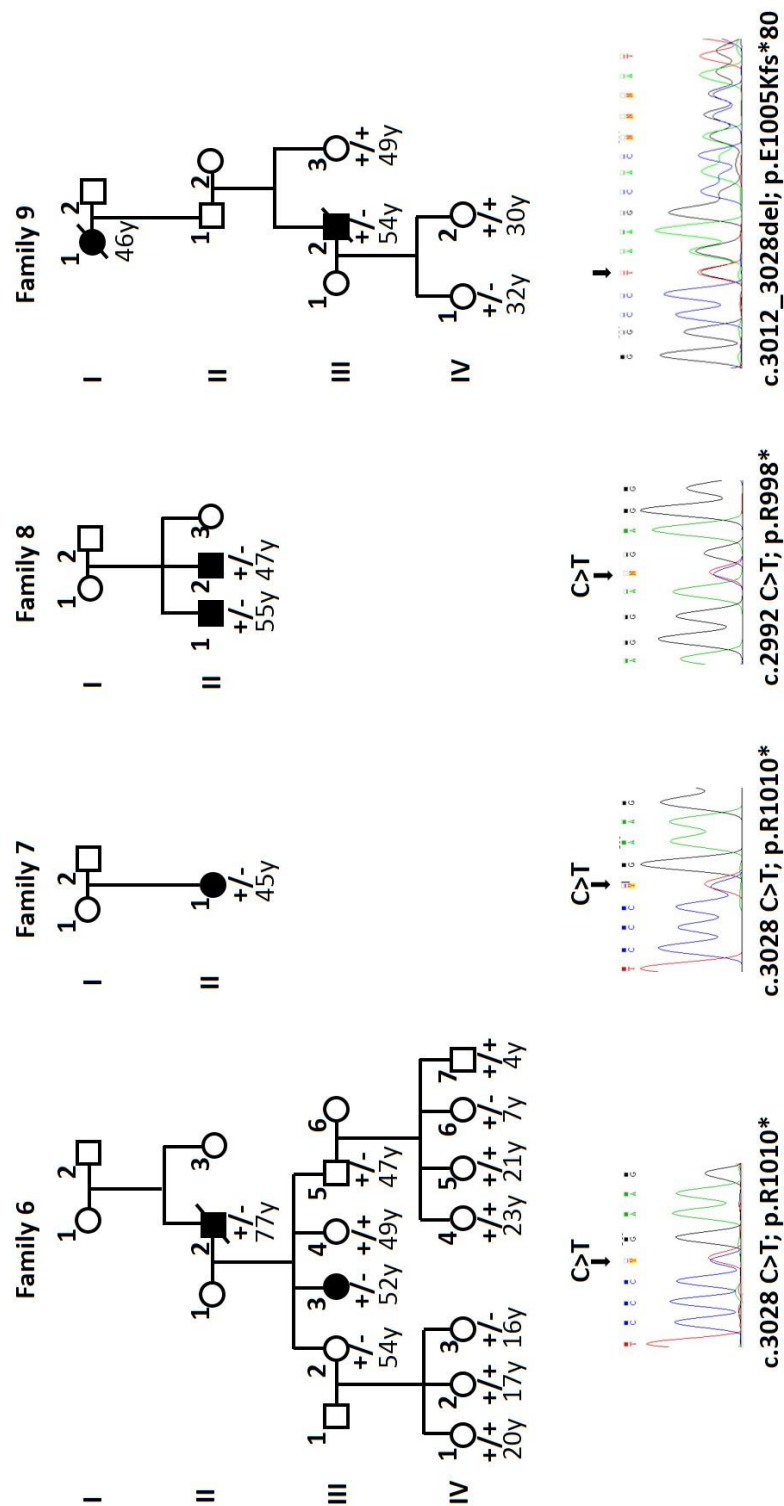 Family 6
I
1 2
II
1 2 3
+/-
77y
III
1 2 3 4 5 6
+/- +/- +/+ +/-
54y 52y 49y 47y
IV
1 2 3 4 5 6 7
+/+ +/+ +/- +/+ +/+ +/- +/+
20y 17y 16y 23y 21y 7y 4y
C>T
T C C C Y G A A G
c.3028 C>T; p.R1010*
Family 7
I
1 2
II
1
+/-
45y
C>T
T C C C Y G A A G
c.3028 C>T; p.R1010*
Family 8
I
1 2
II
1 2 3
+/- +/-
55y 47y
C>T
A G G A N G A G G
c.2992 C>T; p.R998*
Family 9
I
1 2
46y
II
1 2
III
1 2 3
+/- +/+
54y 49y
IV
1 2
+/- +/+
32y 30y
G G C C T A A G C A C N N N A T
c.3012_3028del; p.E1005Kfs*80